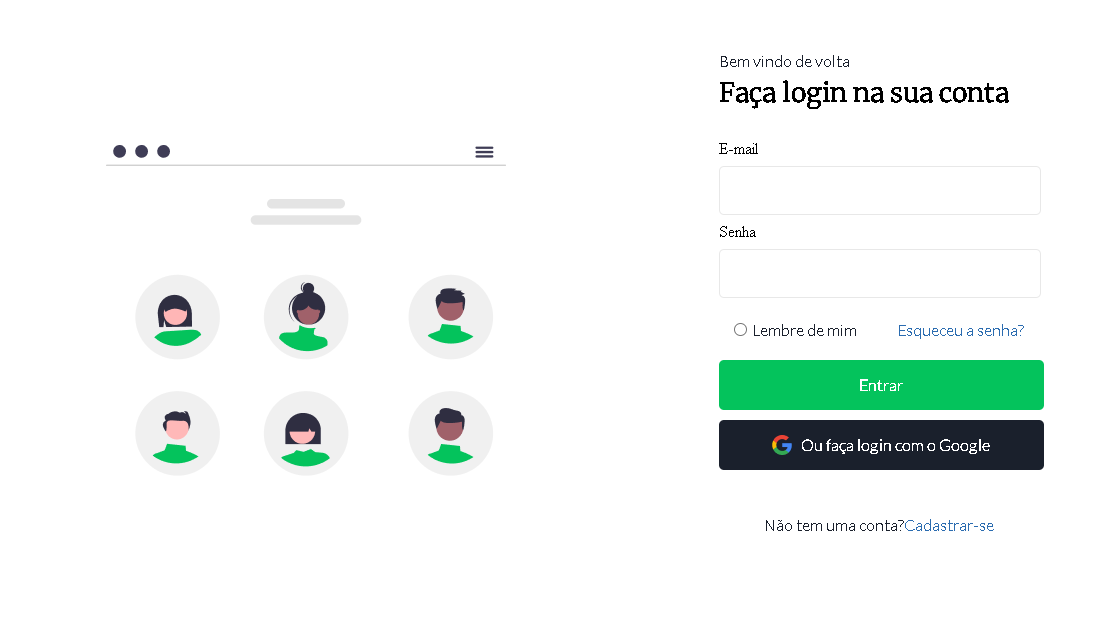 Bem vindo de volta
Faça login na sua conta
E-mail
Senha
Lembre de mim Esqueceu a senha?
Entrar
Ou faça login com o Google
Não tem uma conta?Cadastrar-se